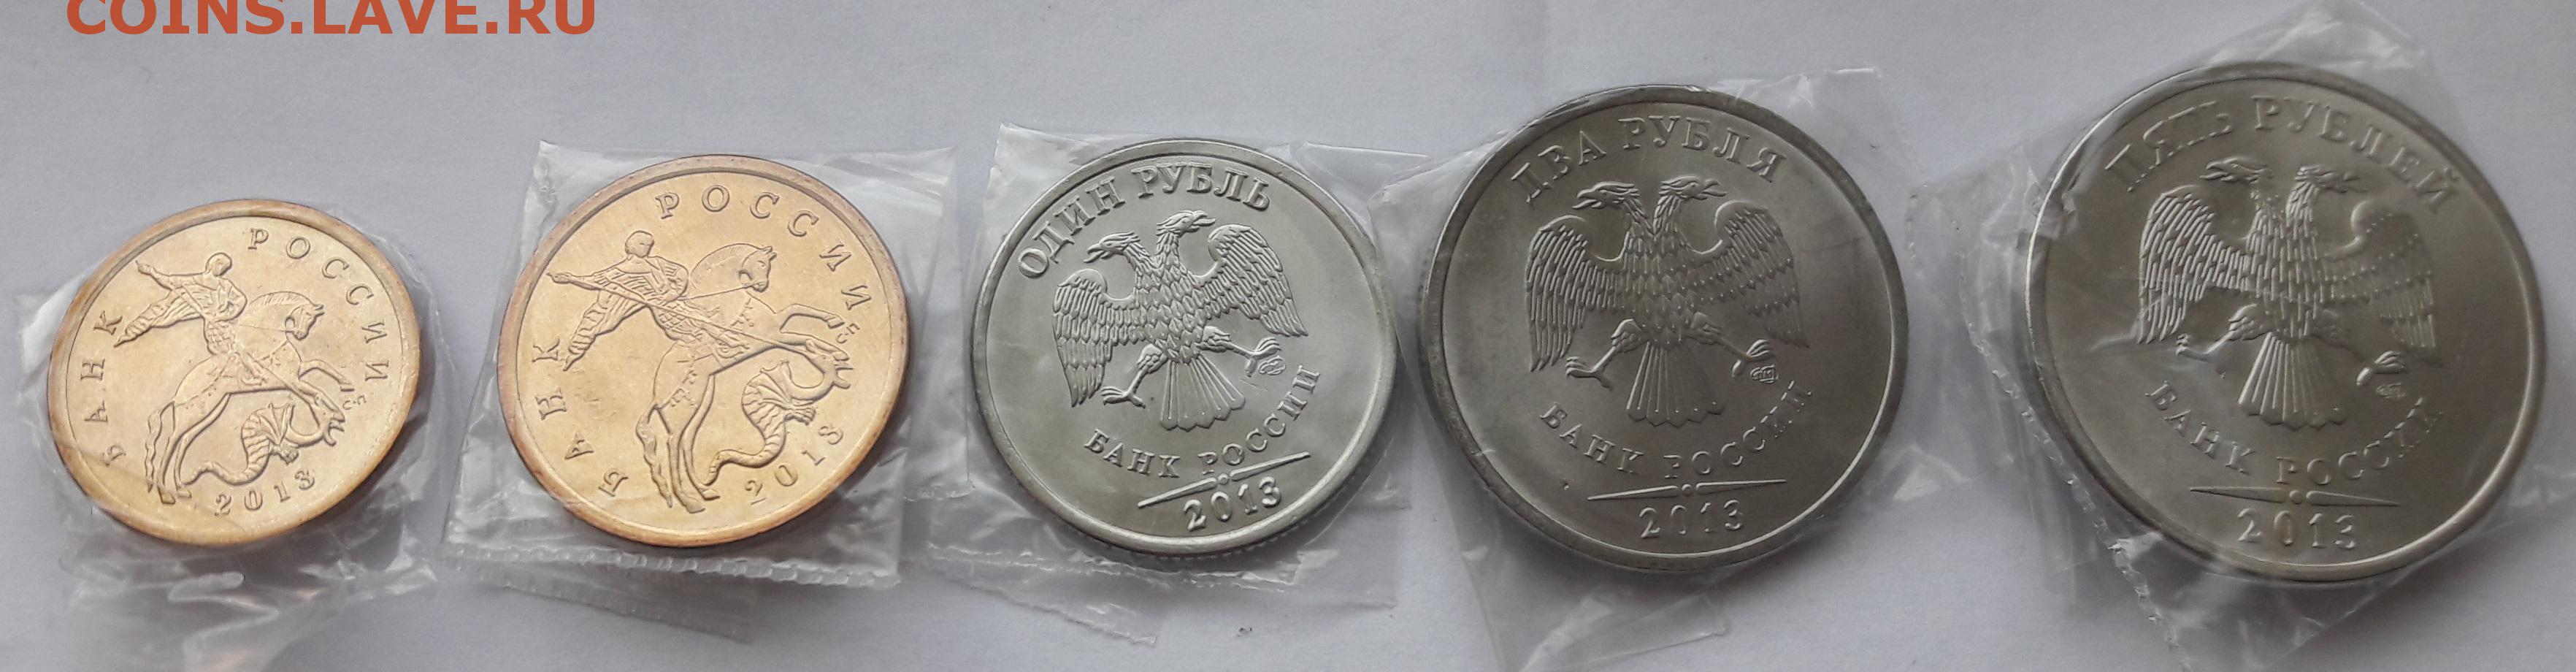 COINS.LAVE.RU
БАНК РОССИИ
2013
БАНК РОССИИ
2013
ОДИН РУБЛЬ
БАНК РОССИИ
2013
ДВА РУБЛЯ
БАНК РОССИИ
2013
ПЯТЬ РУБЛЕЙ
БАНК РОССИИ
2013